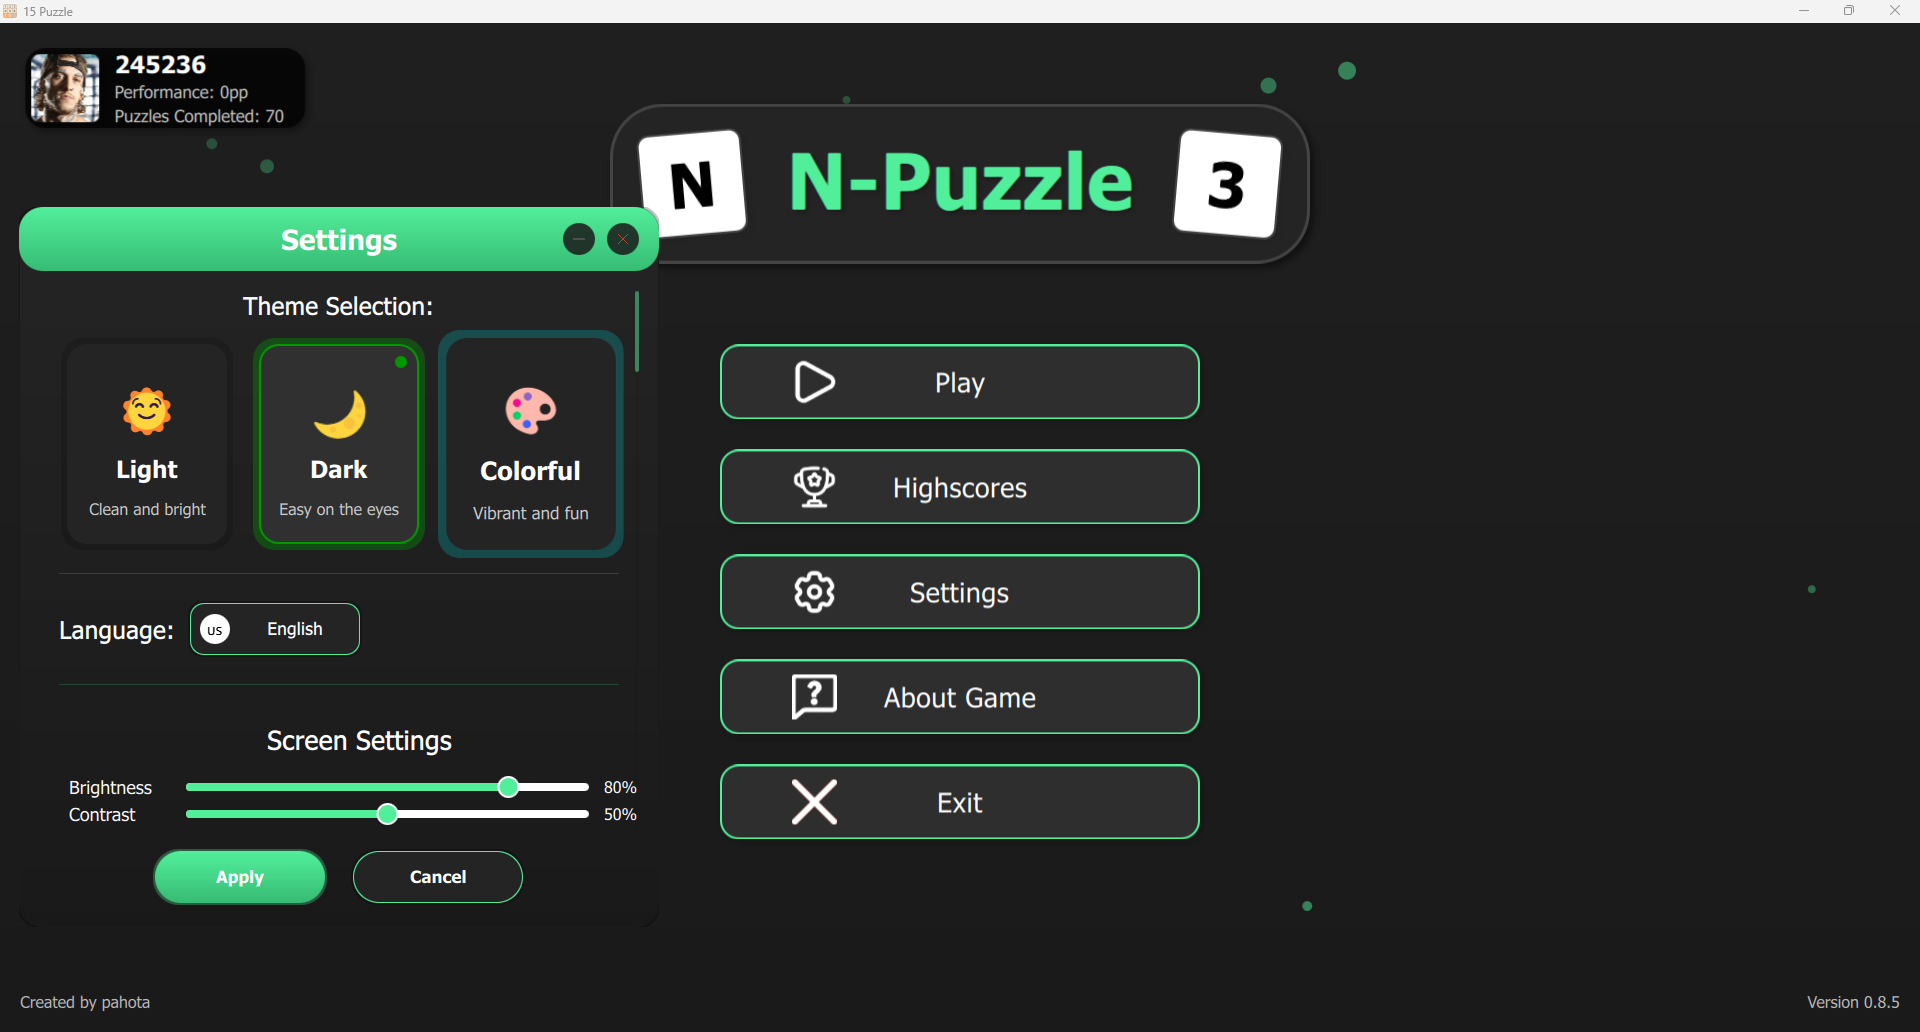 15 Puzzle
245236
Performance: 0pp
Puzzles Completed: 70
N
N-Puzzle
3
Settings
Theme Selection:
Light
Clean and bright
Dark
Easy on the eyes
Colorful
Vibrant and fun
Language:
US
English
Screen Settings
Brightness
80%
Contrast
50%
Apply
Cancel
Play
Highscores
Settings
About Game
Exit
Created by pahota
Version 0.8.5